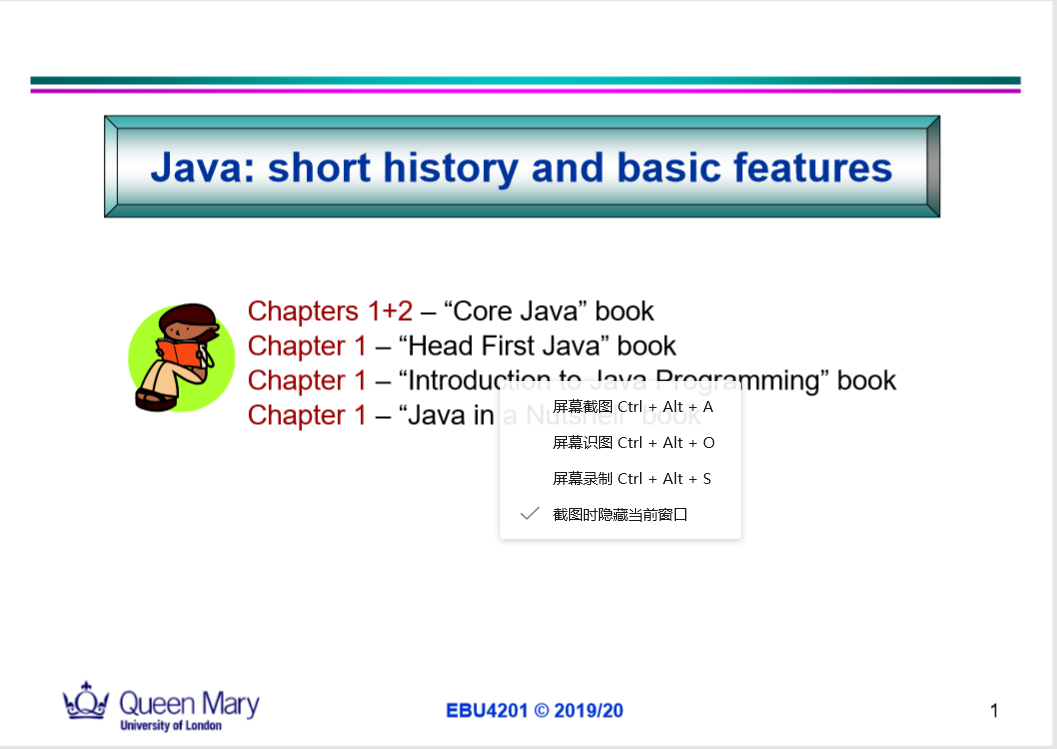 Java: short history and basic features
Chapters 1+2 – “Core Java” book
Chapter 1 – “Head First Java” book
Chapter 1 – “Introduction to Java Programming” book
Chapter 1 – “Java in a Nutshell” book
屏幕截图 Ctrl + Alt + A
屏幕识图 Ctrl + Alt + O
屏幕录制 Ctrl + Alt + S
截图时隐藏当前窗口
Queen Mary
University of London
EBU4201 © 2019/20
1